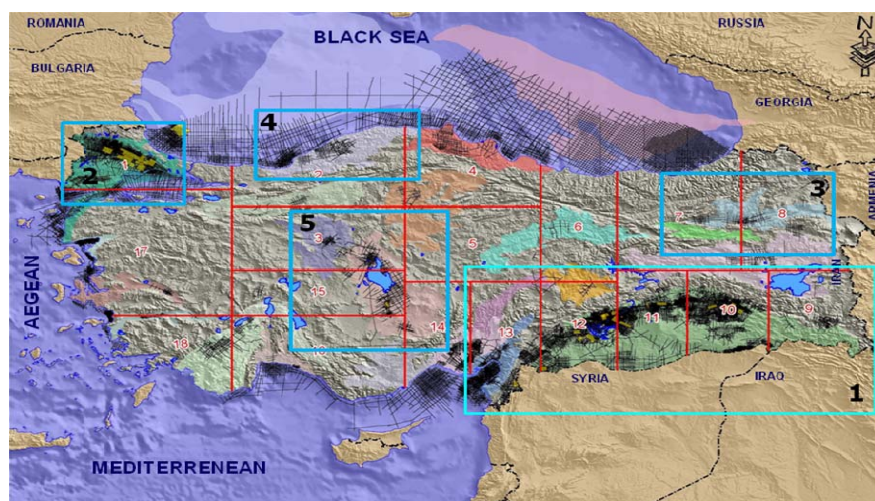 ROMANIA
RUSSIA
BLACK SEA
N
BULGARIA
GEORGIA
4
2
1
2
4
3
ARMENIA
5
3
7
8
5
6
17
IRAN
AEGEAN
15
14
13
12
11
10
9
18
SYRIA
IRAQ
1
MEDITERRENEAN